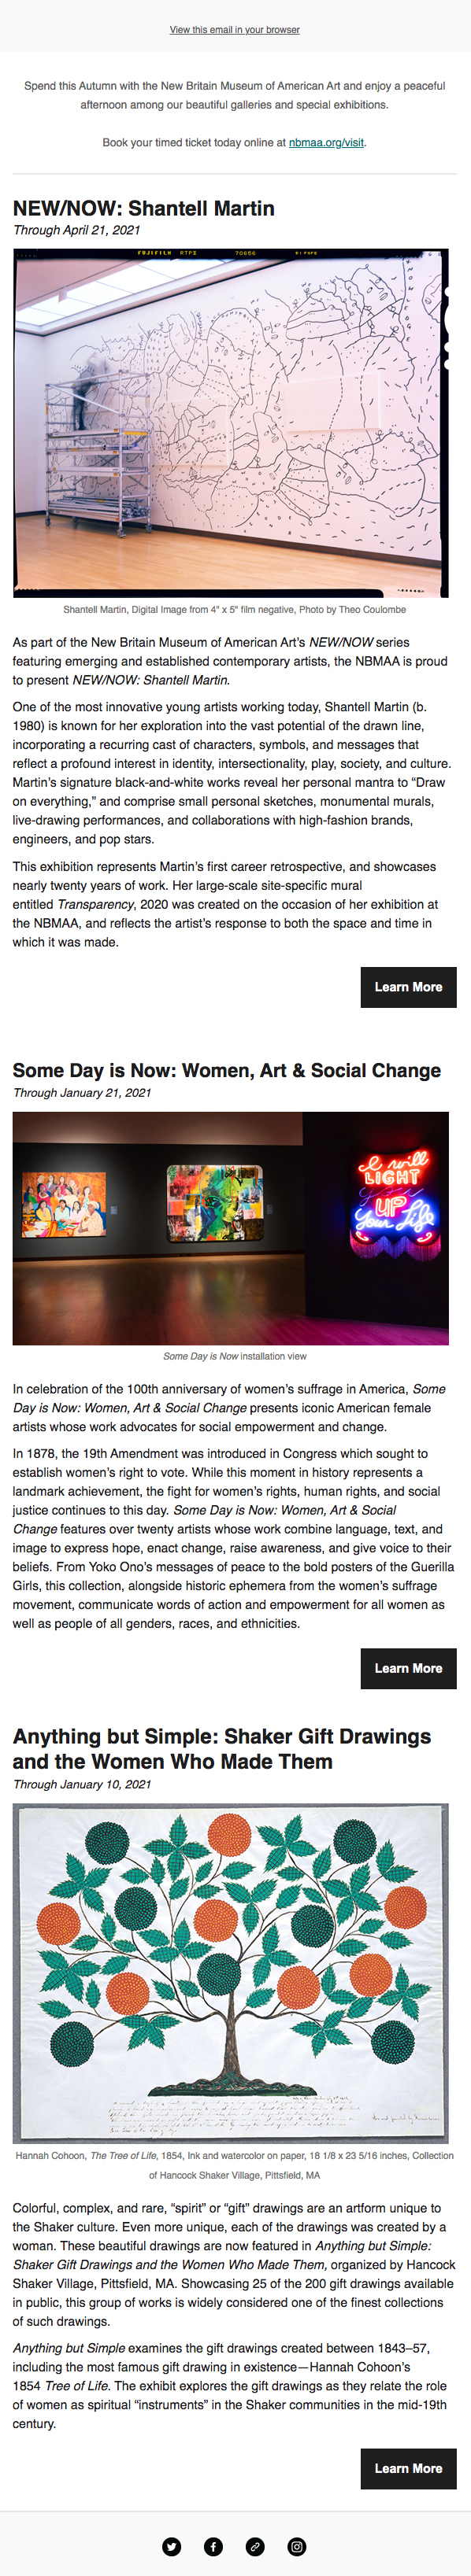 View this email in your browser
Spend this Autumn with the New Britain Museum of American Art and enjoy a peaceful
afternoon among our beautiful galleries and special exhibitions.
Book your timed ticket today online at nbmaa.org/visit.
NEW/NOW: Shantell Martin
Through April 21, 2021
FUJIFILM RTPE 70656
Shantell Martin, Digital Image from 4" x 5" film negative, Photo by Theo Coulombe
As part of the New Britain Museum of American Art’s NEW/NOW series
featuring emerging and established contemporary artists, the NBMAA is proud
to present NEW/NOW: Shantell Martin.
One of the most innovative young artists working today, Shantell Martin (b.
1980) is known for her exploration into the vast potential of the drawn line,
incorporating a recurring cast of characters, symbols, and messages that
reflect a profound interest in identity, intersectionality, play, society, and culture.
Martin’s signature black-and-white works reveal her personal mantra to “Draw
on everything,” and comprise small personal sketches, monumental murals,
live-drawing performances, and collaborations with high-fashion brands,
engineers, and pop stars.
This exhibition represents Martin’s first career retrospective, and showcases
nearly twenty years of work. Her large-scale site-specific mural
entitled Transparency, 2020 was created on the occasion of her exhibition at
the NBMAA, and reflects the artist’s response to both the space and time in
which it was made.
Learn More
Some Day is Now: Women, Art & Social Change
Through January 21, 2021
I will
LIGHT
UP
Your Life
Some Day is Now installation view
In celebration of the 100th anniversary of women’s suffrage in America, Some
Day is Now: Women, Art & Social Change presents iconic American female
artists whose work advocates for social empowerment and change.
In 1878, the 19th Amendment was introduced in Congress which sought to
establish women’s right to vote. While this moment in history represents a
landmark achievement, the fight for women’s rights, human rights, and social
justice continues to this day. Some Day is Now: Women, Art & Social
Change features over twenty artists whose work combine language, text, and
image to express hope, enact change, raise awareness, and give voice to their
beliefs. From Yoko Ono’s messages of peace to the bold posters of the Guerilla
Girls, this collection, alongside historic ephemera from the women’s suffrage
movement, communicate words of action and empowerment for all women as
well as people of all genders, races, and ethnicities.
Learn More
Anything but Simple: Shaker Gift Drawings
and the Women Who Made Them
Through January 10, 2021
Hannah Cohoon, The Tree of Life, 1854, Ink and watercolor on paper, 18 1/8 x 23 5/16 inches, Collection
of Hancock Shaker Village, Pittsfield, MA
Colorful, complex, and rare, “spirit” or “gift” drawings are an artform unique to
the Shaker culture. Even more unique, each of the drawings was created by a
woman. These beautiful drawings are now featured in Anything but Simple:
Shaker Gift Drawings and the Women Who Made Them, organized by Hancock
Shaker Village, Pittsfield, MA. Showcasing 25 of the 200 gift drawings available
in public, this group of works is widely considered one of the finest collections
of such drawings.
Anything but Simple examines the gift drawings created between 1843–57,
including the most famous gift drawing in existence—Hannah Cohoon’s
1854 Tree of Life. The exhibit explores the gift drawings as they relate the role
of women as spiritual “instruments” in the Shaker communities in the mid-19th
century.
Learn More